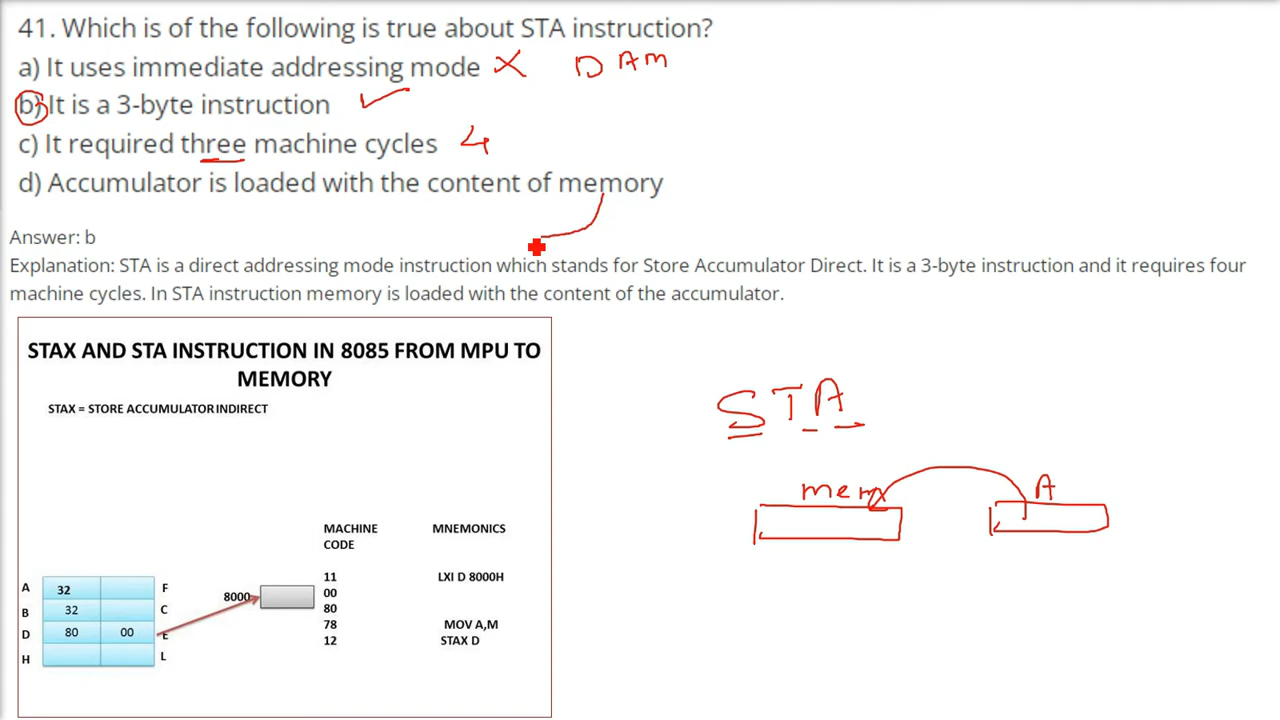 41. Which is of the following is true about STA instruction?
a) It uses immediate addressing mode X D AM
b) It is a 3-byte instruction ✓
c) It required three machine cycles 4
d) Accumulator is loaded with the content of memory
Answer: b
Explanation: STA is a direct addressing mode instruction which stands for Store Accumulator Direct. It is a 3-byte instruction and it requires four
machine cycles. In STA instruction memory is loaded with the content of the accumulator.
STAX AND STA INSTRUCTION IN 8085 FROM MPU TO
MEMORY
STAX = STORE ACCUMULATOR INDIRECT
STA
mem A
MACHINE MNEMONICS
CODE
11 LXI D 8000H
00
80
78 MOV A,M
12 STAX D
A 32 F
B 32 C
D 80 00 E
H L
8000